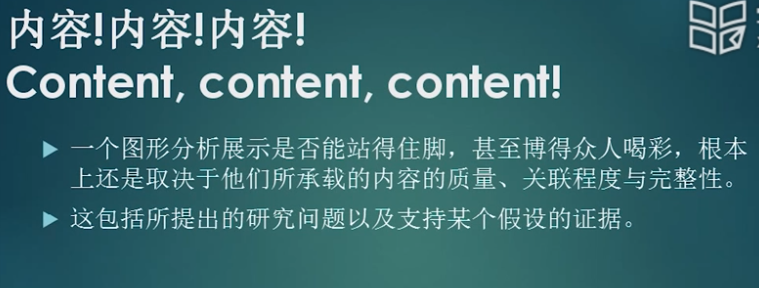 内容!内容!内容!
Content, content, content!
一个图形分析展示是否能站得住脚，甚至博得众人喝彩，根本
上还是取决于他们所承载的内容的质量、关联程度与完整性。
这包括所提出的研究问题以及支持某个假设的证据。